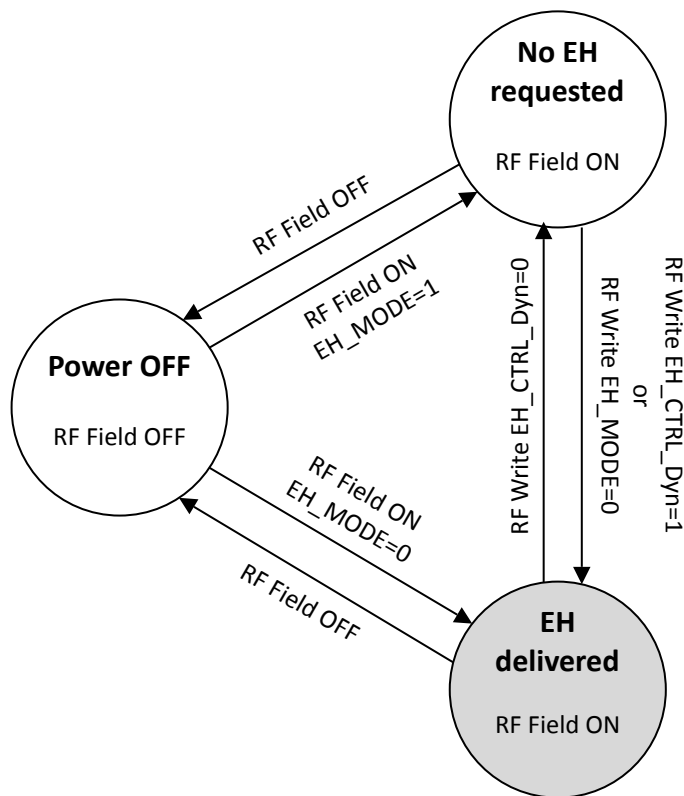 No EH
requested
RF Field ON
RF Field OFF
RF Field ON
EH_MODE=1
Power OFF
RF Field OFF
RF Field ON
EH_MODE=0
RF Field OFF
RF Write EH_CTRL_Dyn=0
RF Write EH_CTRL_Dyn=1
or
RF Write EH_MODE=0
EH
delivered
RF Field ON